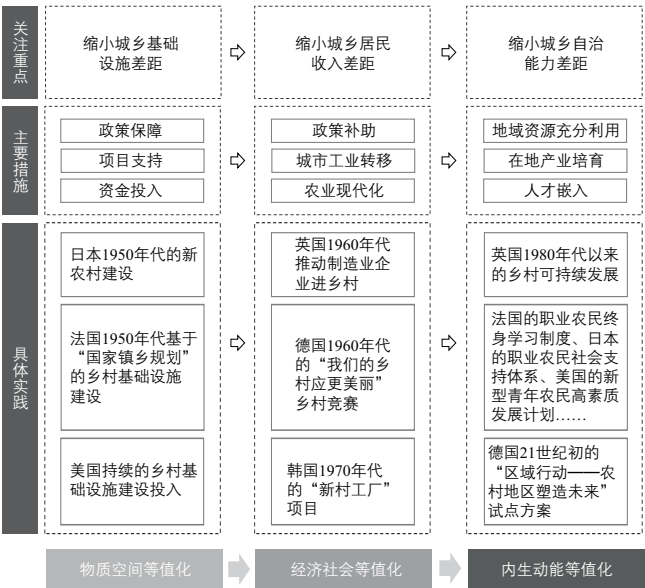 关注重点
缩小城乡基础
设施差距
缩小城乡居民
收入差距
缩小城乡自治
能力差距
主要措施
政策保障
项目支持
资金投入
政策补助
城市工业转移
农业现代化
地域资源充分利用
在地产业培育
人才嵌入
具体实践
日本1950年代的新
农村建设
法国1950年代基于
“国家镇乡规划”
的乡村基础设施
建设
美国持续的乡村基
础设施建设投入
英国1960年代
推动制造业企
业进乡村
德国1960年代
的“我们的乡
村应更美丽”
乡村竞赛
韩国1970年代
的“新村工厂”
项目
英国1980年代以来
的乡村可持续发展
法国的职业农民终
身学习制度、日本
的职业农民社会支
持体系、美国的新
型青年农民高素质
发展计划……
德国21世纪初的
“区域行动——农
村地区塑造未来”
试点方案
物质空间等值化
经济社会等值化
内生动能等值化